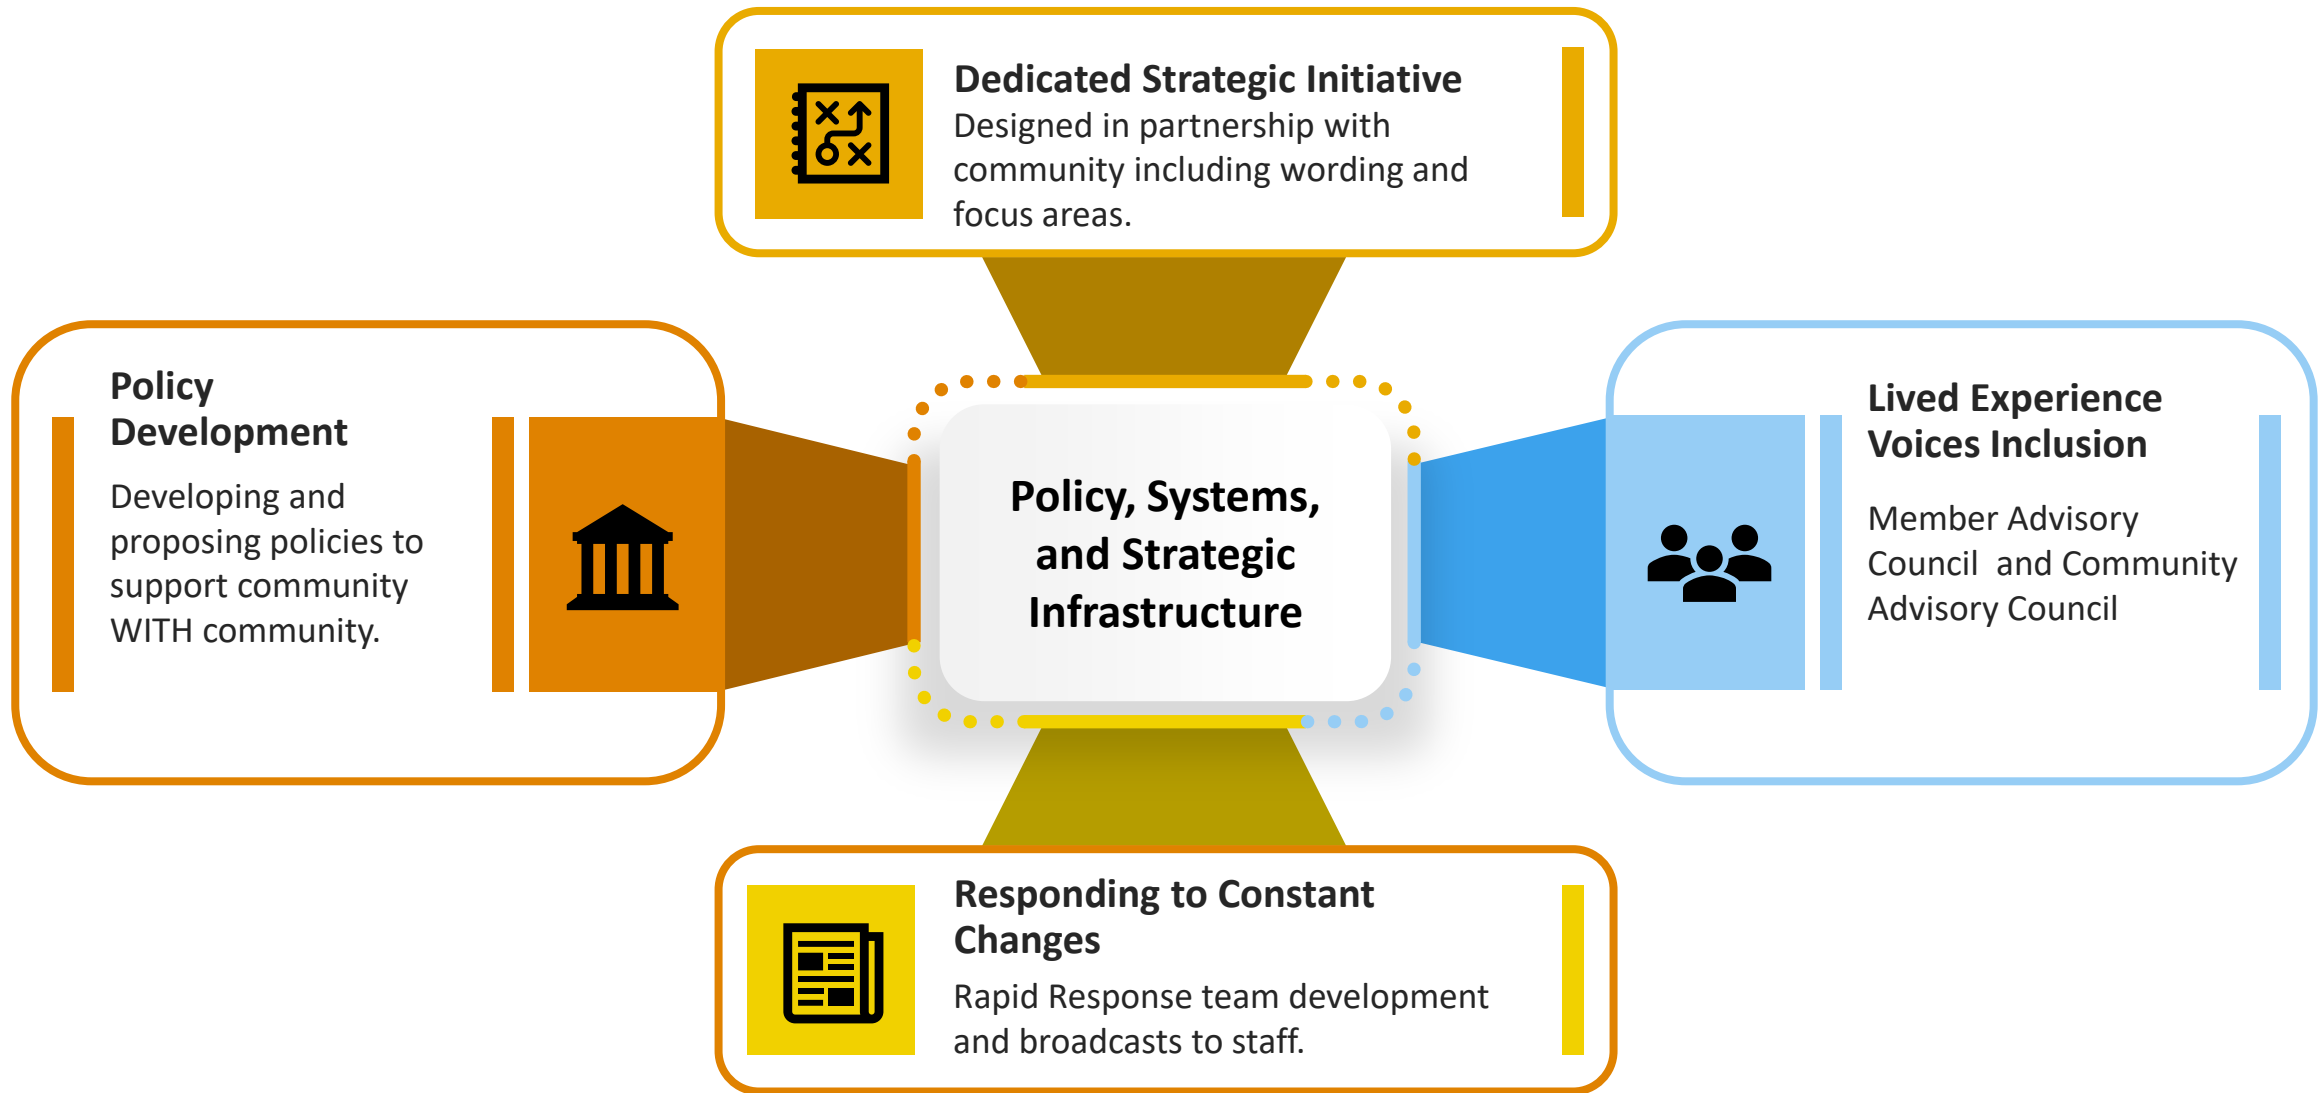 Dedicated Strategic Initiative
Designed in partnership with
community including wording and
focus areas.
Policy
Development
Developing and
proposing policies to
support community
WITH community.
Policy, Systems,
and Strategic
Infrastructure
Lived Experience
Voices Inclusion
Member Advisory
Council  and Community
Advisory Council
Responding to Constant
Changes
Rapid Response team development
and broadcasts to staff.